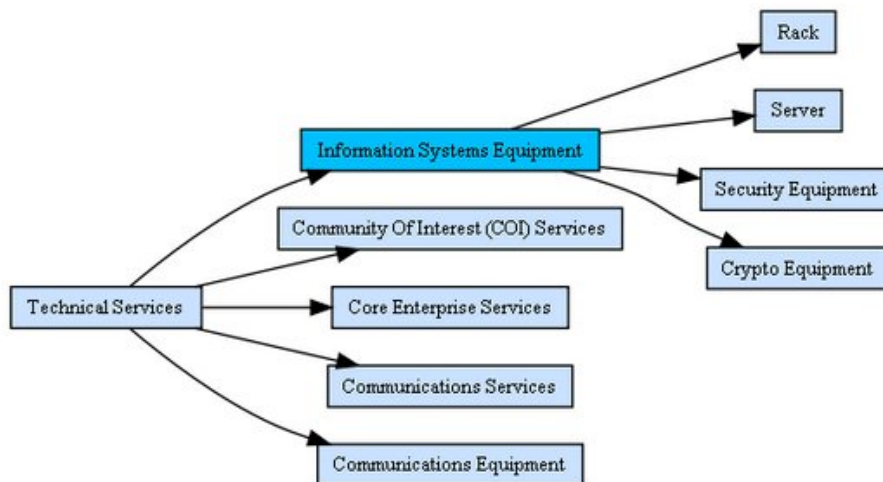 Rack
Server
Information Systems Equipment
Security Equipment
Community Of Interest (COI) Services
Crypto Equipment
Technical Services
Core Enterprise Services
Communications Services
Communications Equipment